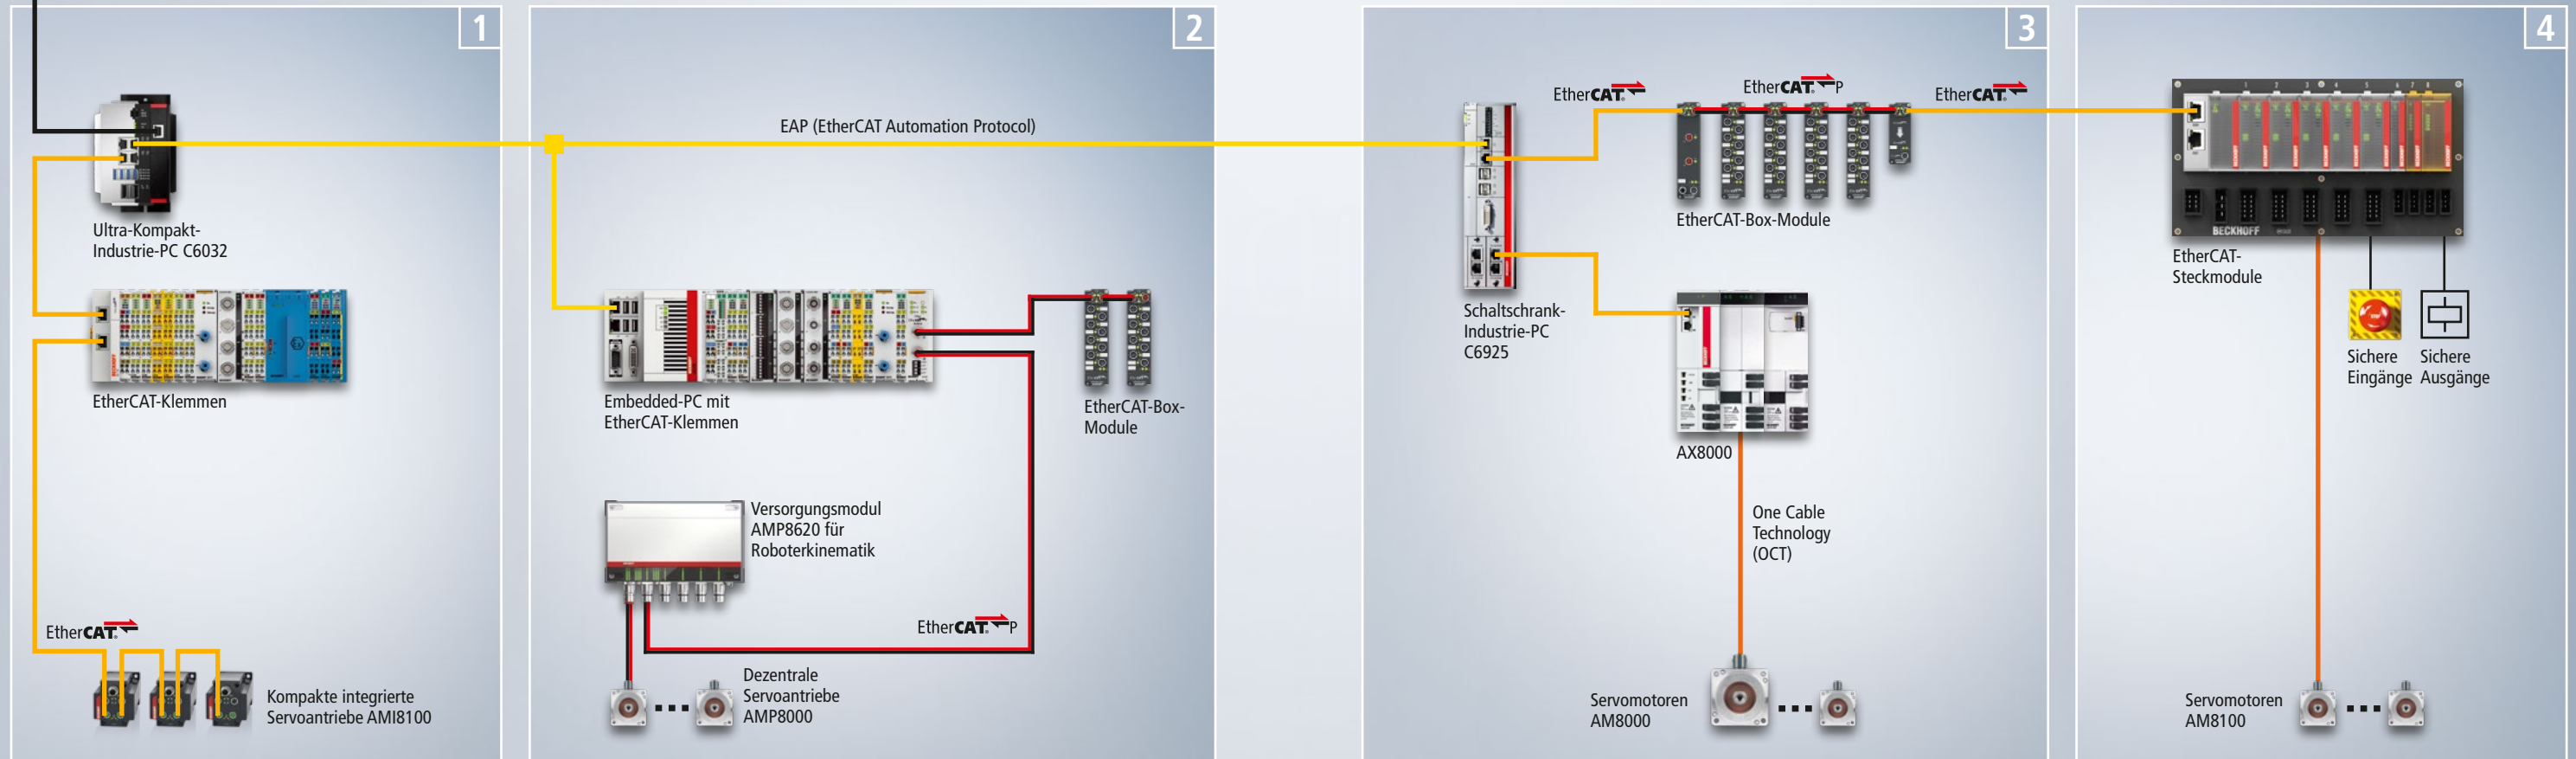 1
Ultra-Kompakt-
Industrie-PC C6032
EtherCAT-Klemmen
EtherCAT®
Kompakte integrierte
Servoantriebe AMI8100
2
EAP (EtherCAT Automation Protocol)
Embedded-PC mit
EtherCAT-Klemmen
EtherCAT-Box-
Module
Versorgungsmodul
AMP8620 für
Roboterkinematik
EtherCAT® P
Dezentrale
Servoantriebe
AMP8000
3
EtherCAT®
EtherCAT® P
EtherCAT®
EtherCAT-Box-Module
Schaltschrank-
Industrie-PC
C6925
AX8000
One Cable
Technology
(OCT)
Servomotoren
AM8000
4
BECKHOFF
EtherCAT-
Steckmodule
Sichere
Eingänge
Sichere
Ausgänge
Servomotoren
AM8100